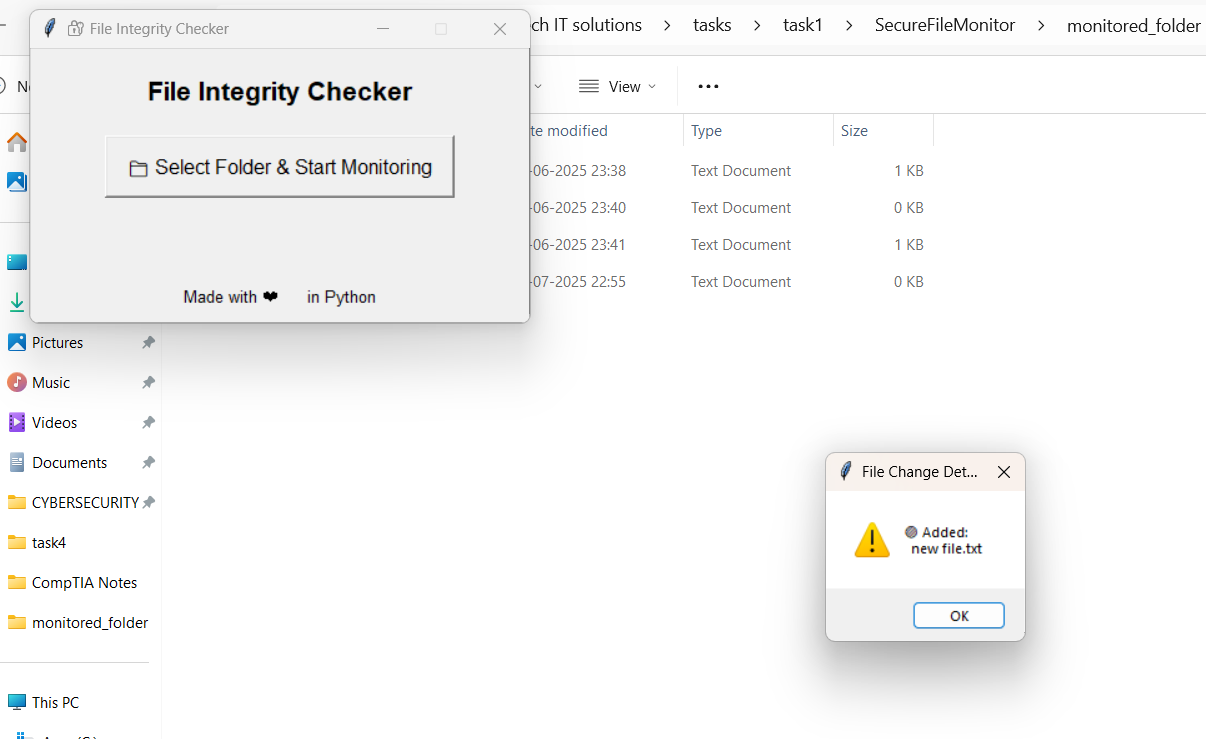 File Integrity Checker
File Integrity Checker
Select Folder & Start Monitoring
Made with ❤ in Python
IT solutions > tasks > task1 > SecureFileMonitor > monitored_folder
View
modified Type Size
-06-2025 23:38 Text Document 1 KB
-06-2025 23:40 Text Document 0 KB
-06-2025 23:41 Text Document 1 KB
-07-2025 22:55 Text Document 0 KB
Pictures
Music
Videos
Documents
CYBERSECURITY
task4
CompTIA Notes
monitored_folder
This PC
File Change Det...
Added:
new file.txt
OK